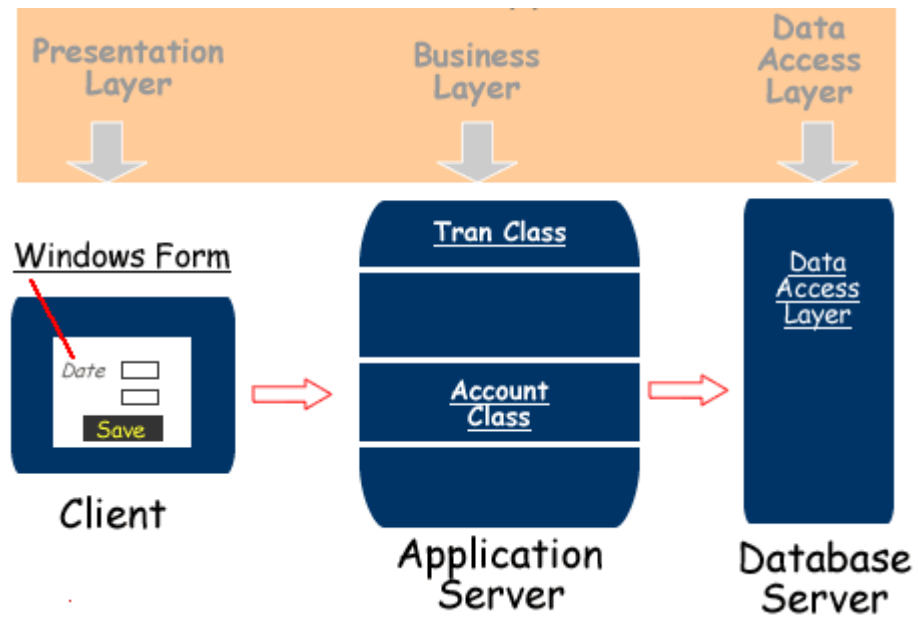 Presentation
Layer
Business
Layer
Data
Access
Layer
Windows Form
Date
Save
Client
Tran Class
Account
Class
Application
Server
Data
Access
Layer
Database
Server